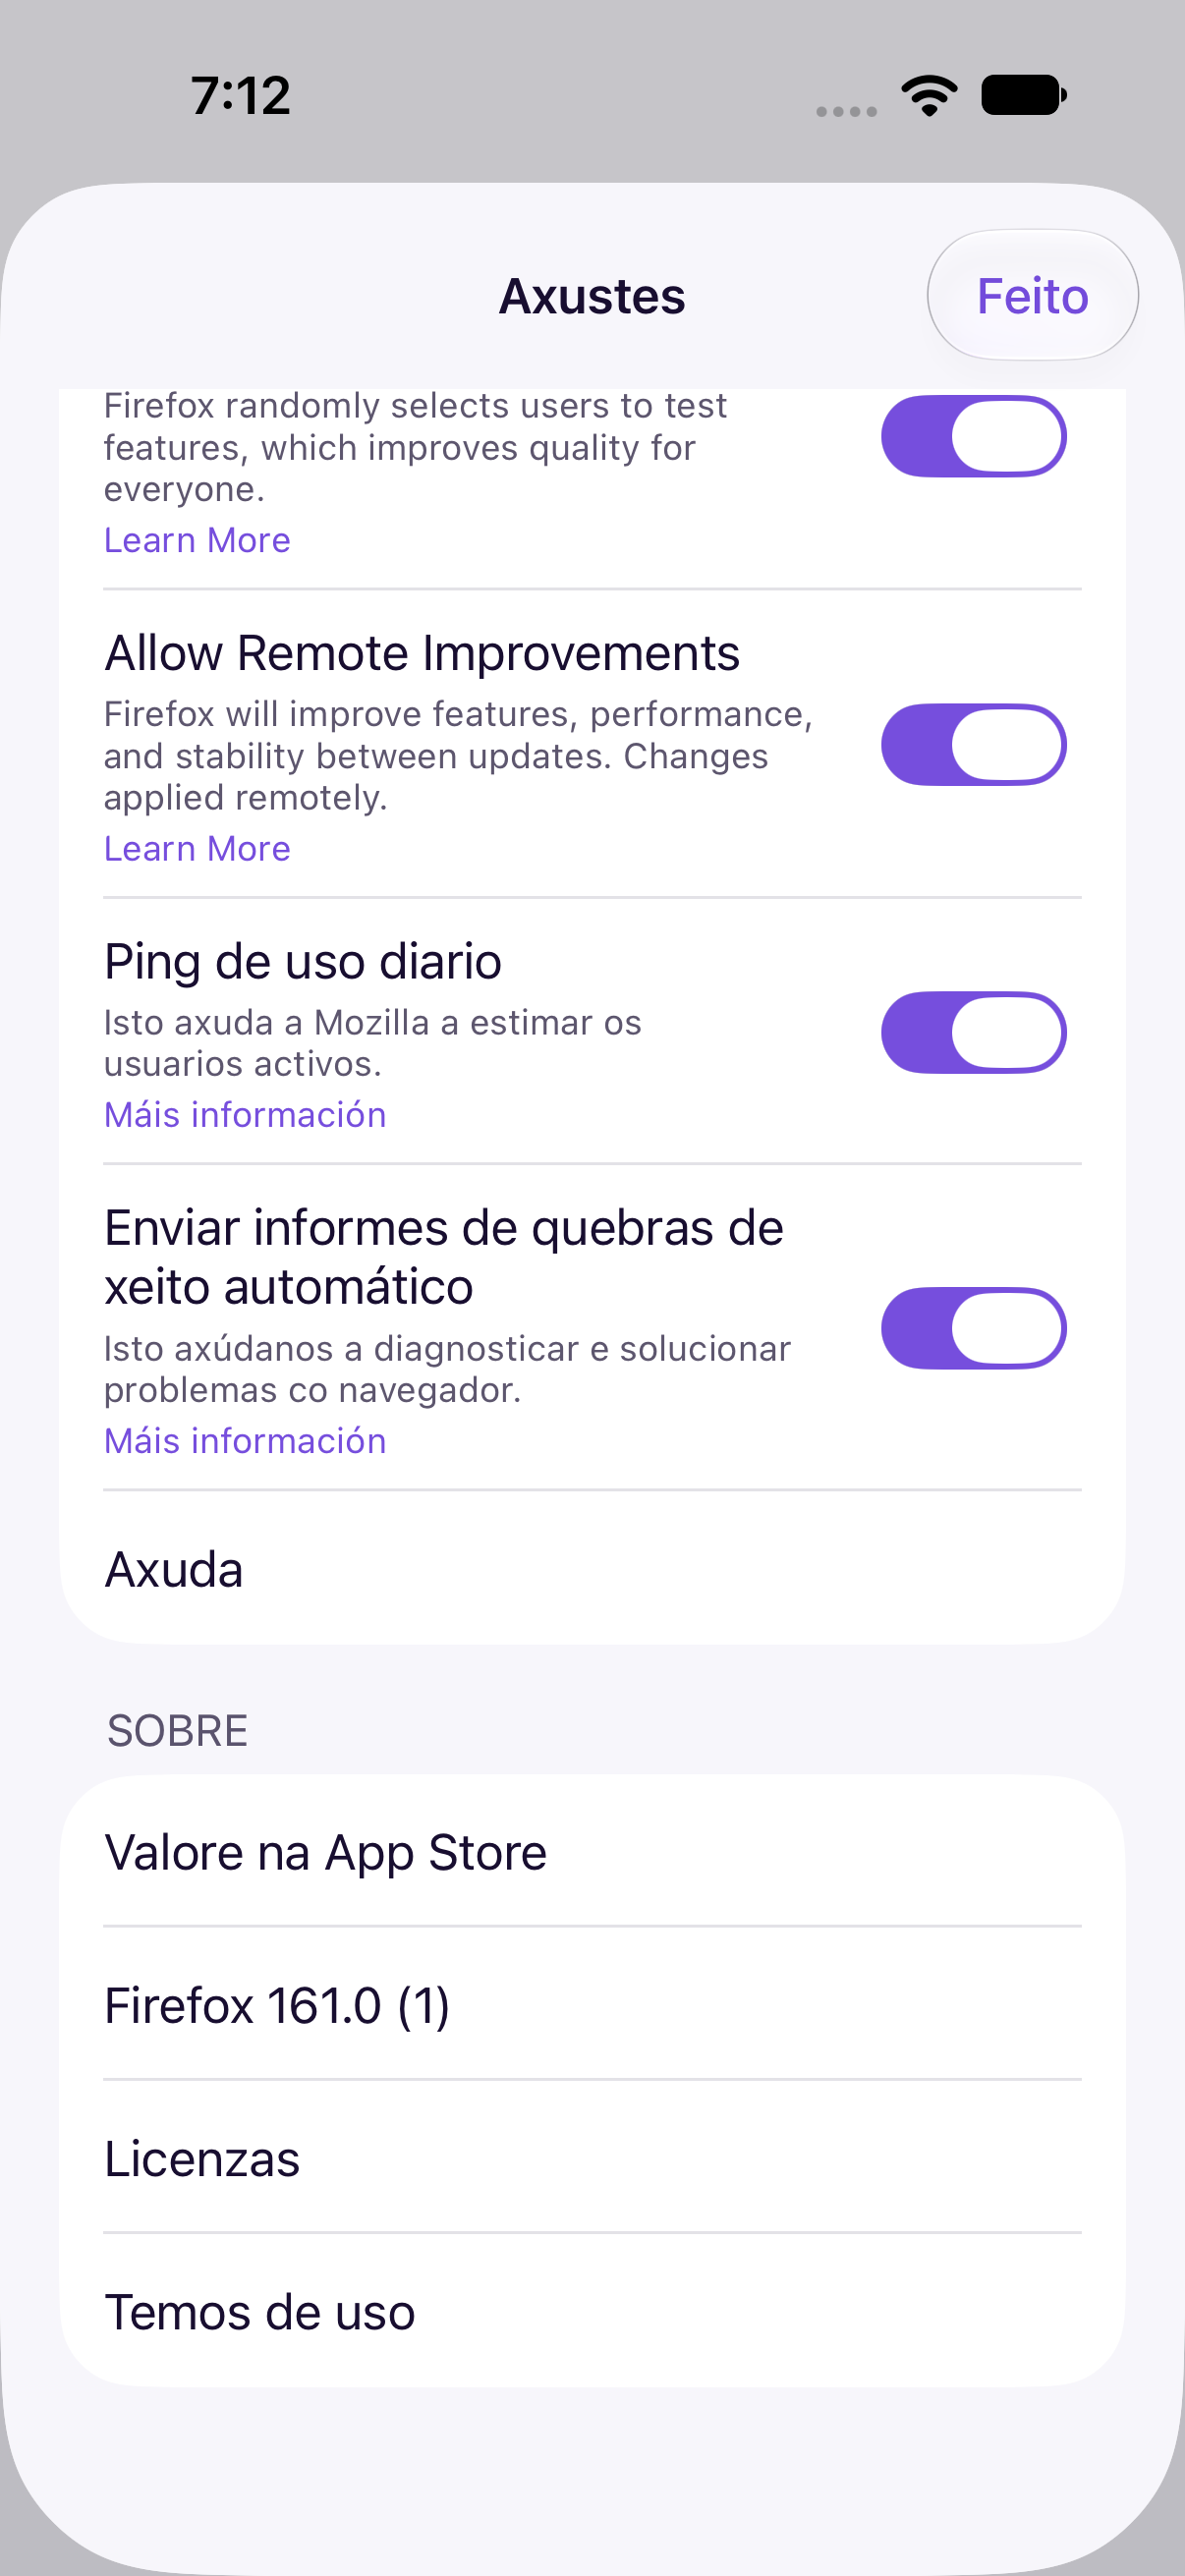 7:12
Axustes
Feito
Firefox randomly selects users to test
features, which improves quality for
everyone.
Learn More
Allow Remote Improvements
Firefox will improve features, performance,
and stability between updates. Changes
applied remotely.
Learn More
Ping de uso diario
Isto axuda a Mozilla a estimar os
usuarios activos.
Máis información
Enviar informes de quebras de
xeito automático
Isto axúdanos a diagnosticar e solucionar
problemas co navegador.
Máis información
Axuda
SOBRE
Valore na App Store
Firefox 161.0 (1)
Licenzas
Temos de uso